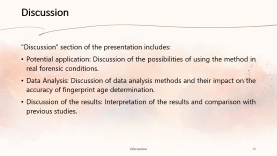 Discussion
"Discussion" section of the presentation includes:
• Potential application: Discussion of the possibilities of using the method in
real forensic conditions.
• Data Analysis: Discussion of data analysis methods and their impact on the
accuracy of fingerprint age determination.
• Discussion of the results: Interpretation of the results and comparison with
previous studies.
Discussion